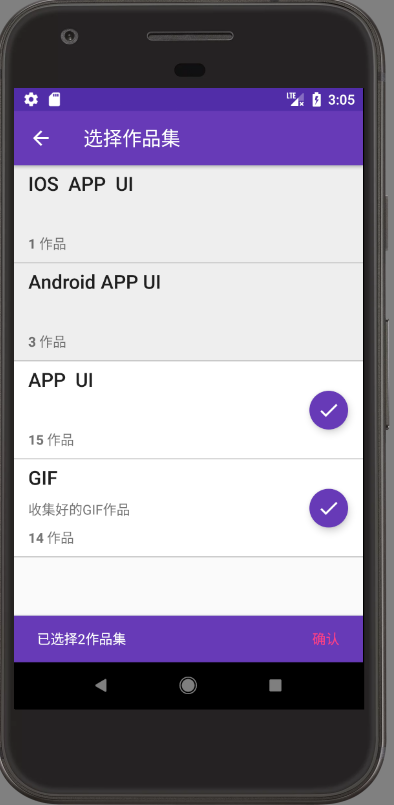 LTE 3:05
选择作品集
IOS APP UI
1 作品
Android APP UI
3 作品
APP UI
15 作品
GIF
收集好的GIF作品
14 作品
已选择2作品集 确认